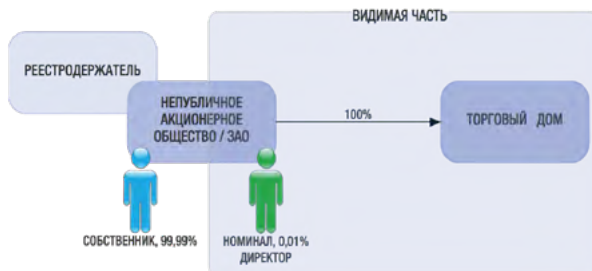 ВИДИМАЯ ЧАСТЬ
РЕЕСТРОДЕРЖАТЕЛЬ
НЕПУБЛИЧНОЕ
АКЦИОНЕРНОЕ
ОБЩЕСТВО / ЗАО
100%
ТОРГОВЫЙ ДОМ
СОБСТВЕННИК, 99,99%
НОМИНАЛ, 0,01%
ДИРЕКТОР